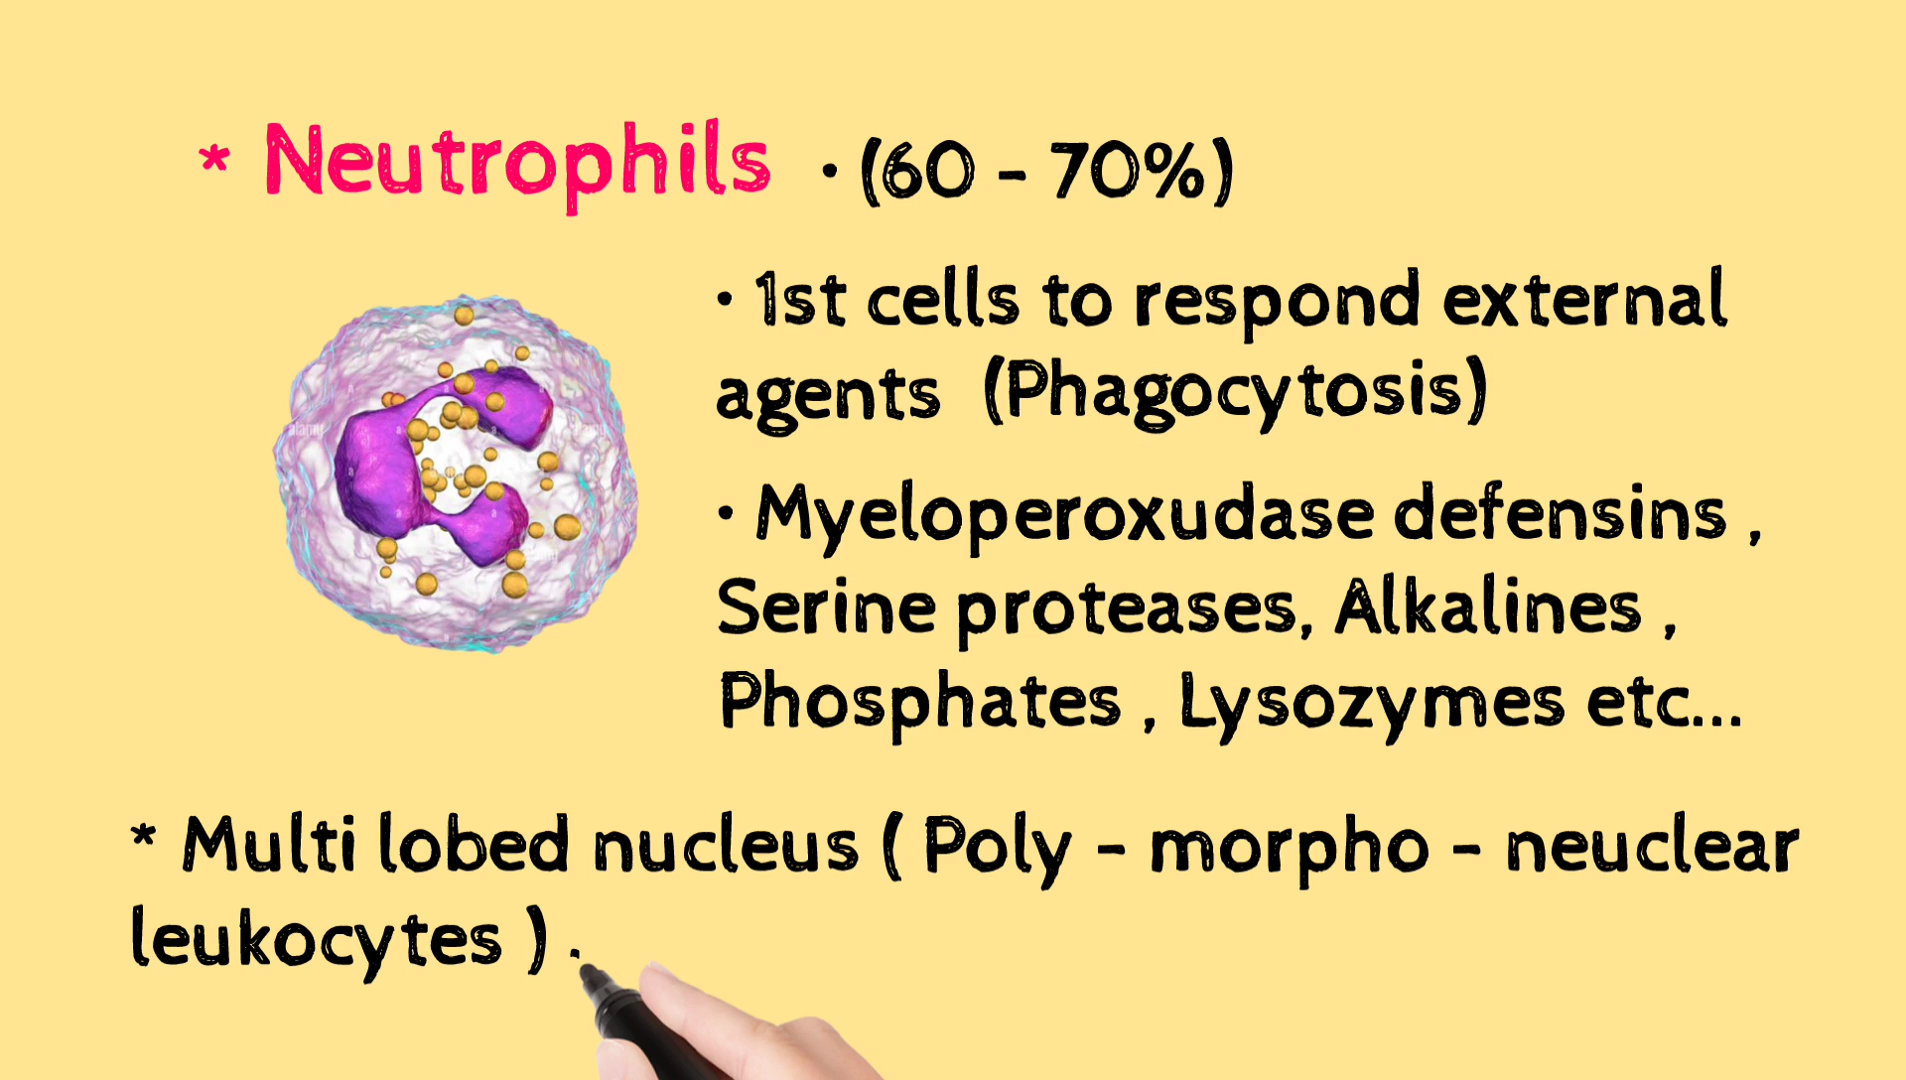 * Neutrophils • (60 - 70%)
• 1st cells to respond external
agents (Phagocytosis)
• Myeloperoxudase defensins ,
Serine proteases, Alkalines ,
Phosphates , Lysozymes etc...
* Multi lobed nucleus ( Poly - morpho - neuclear
leukocytes ) .
alamy